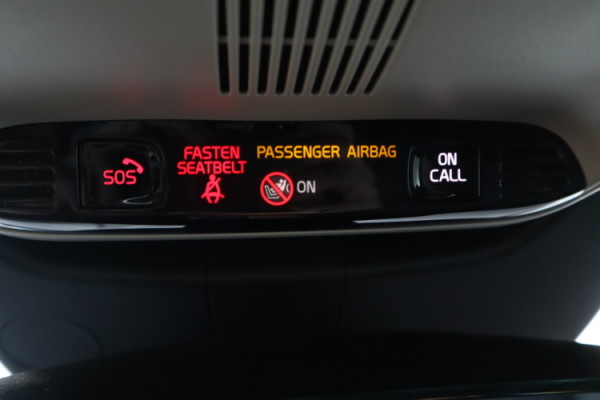 SOS
FASTEN
SEATBELT
PASSENGER AIRBAG
ON
ON
CALL